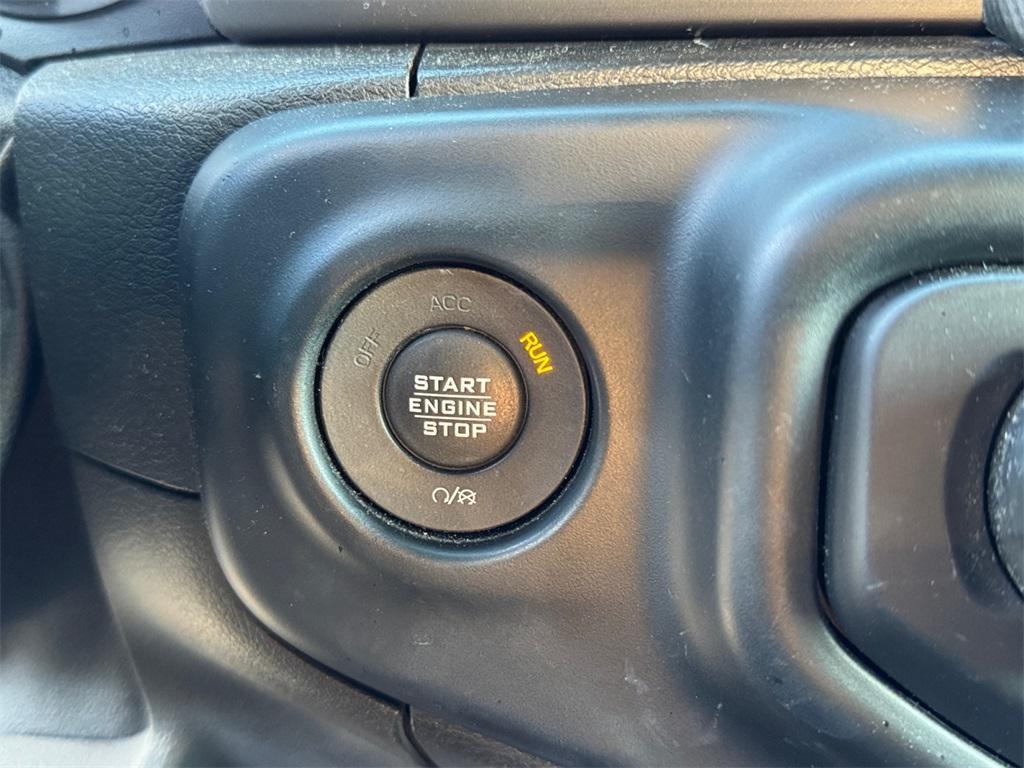 OFF
ACC
RUN
START
ENGINE
STOP